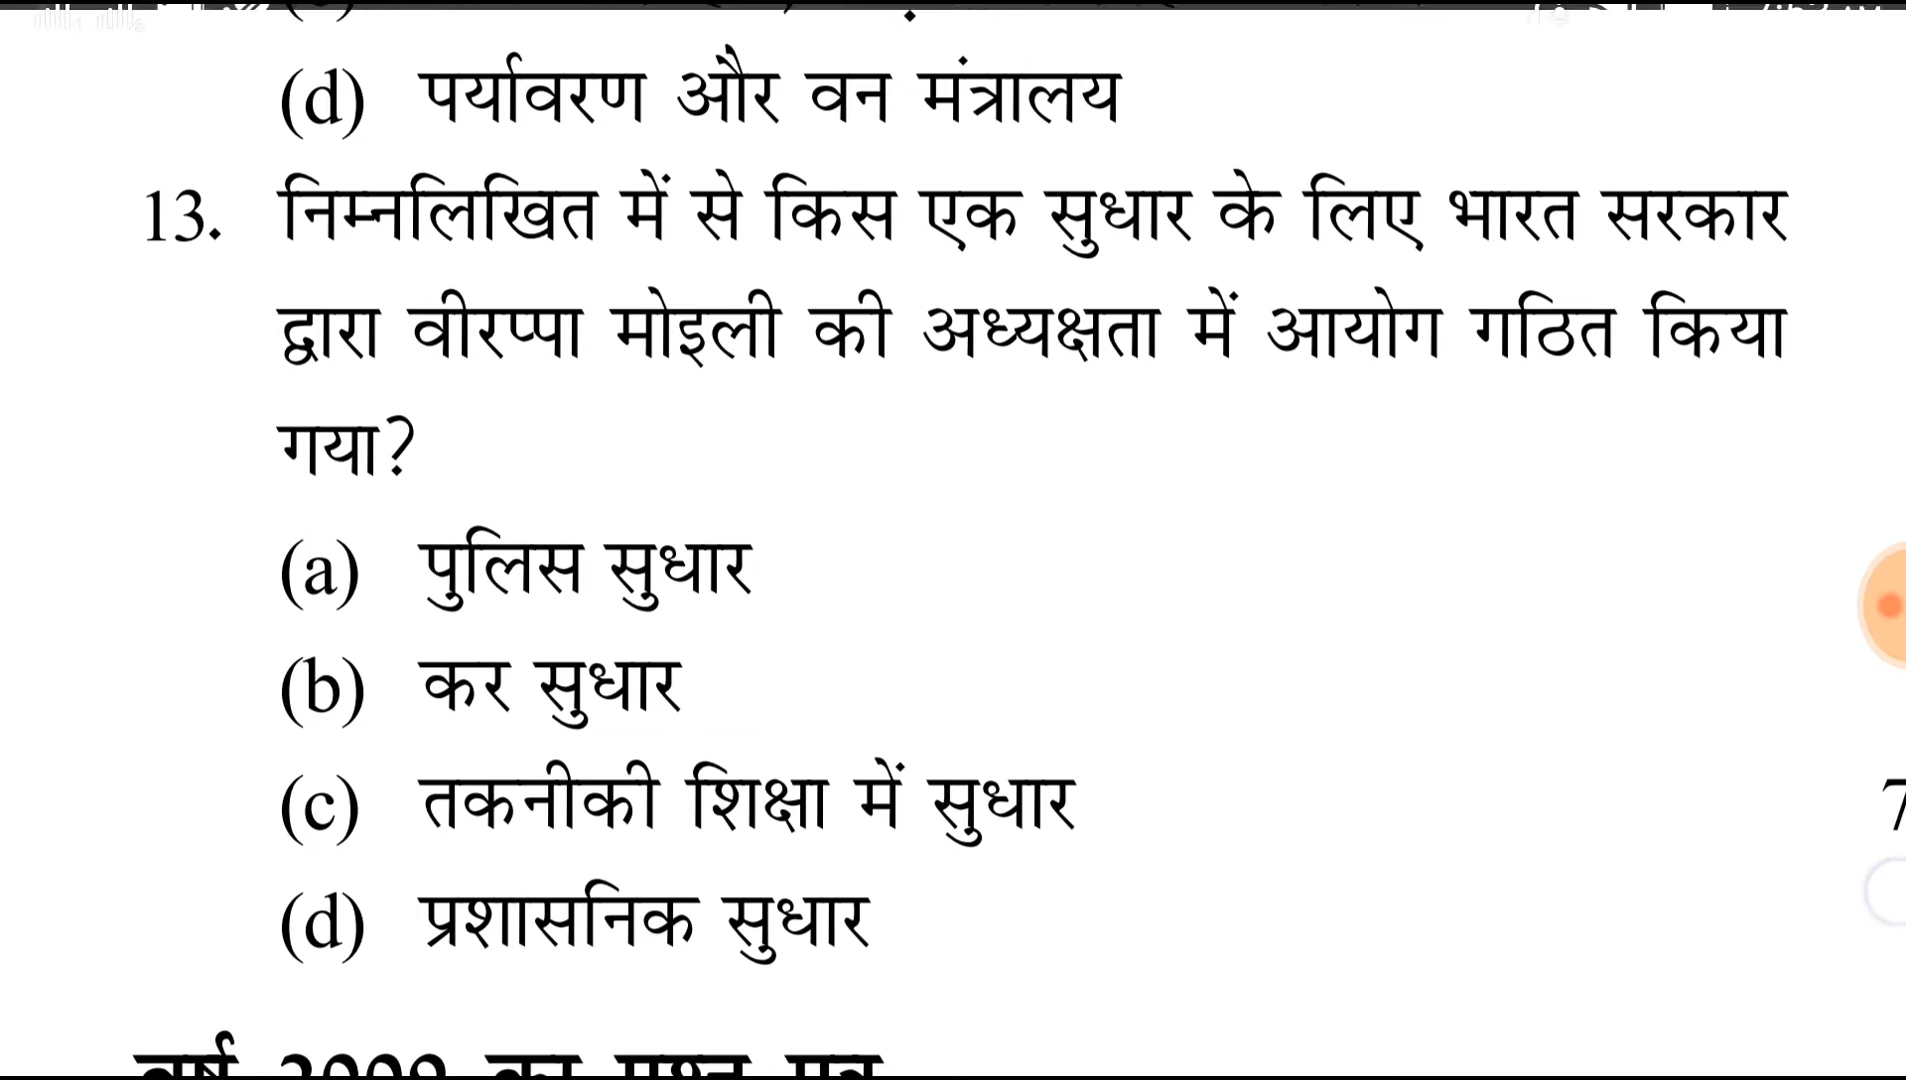 (d) पर्यावरण और वन मंत्रालय
13. निम्नलिखित में से किस एक सुधार के लिए भारत सरकार
द्वारा वीरप्पा मोइली की अध्यक्षता में आयोग गठित किया
गया?
(a) पुलिस सुधार
(b) कर सुधार
(c) तकनीकी शिक्षा में सुधार
7
(d) प्रशासनिक सुधार